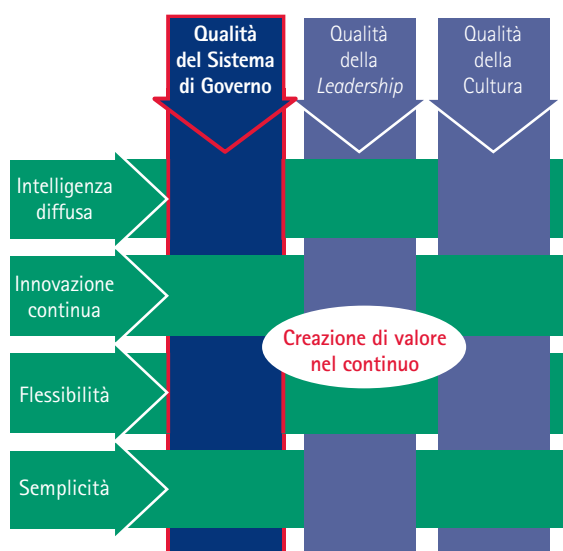 Qualità
del Sistema
di Governo
Qualità
della
Leadership
Qualità
della
Cultura
Intelligenza
diffusa
Innovazione
continua
Creazione di valore
nel continuo
Flessibilità
Semplicità